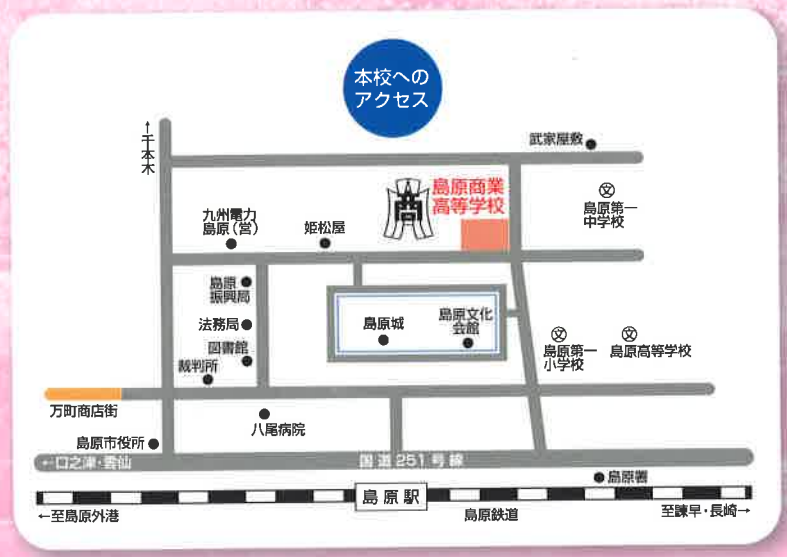 本校への
アクセス
←千本木
武家屋敷
島原商業
高等学校
商
文
島原第一
中学校
九州電力
島原(営)
姫松屋
島原
振興局
法務局
図書館
裁判所
島原城
島原文化
会館
文
島原第一
小学校
文
島原高等学校
万町商店街
八尾病院
島原市役所
←口之津・雲仙
国道251号線
島原署
島原駅
←至島原外港
島原鉄道
至諫早・長崎→